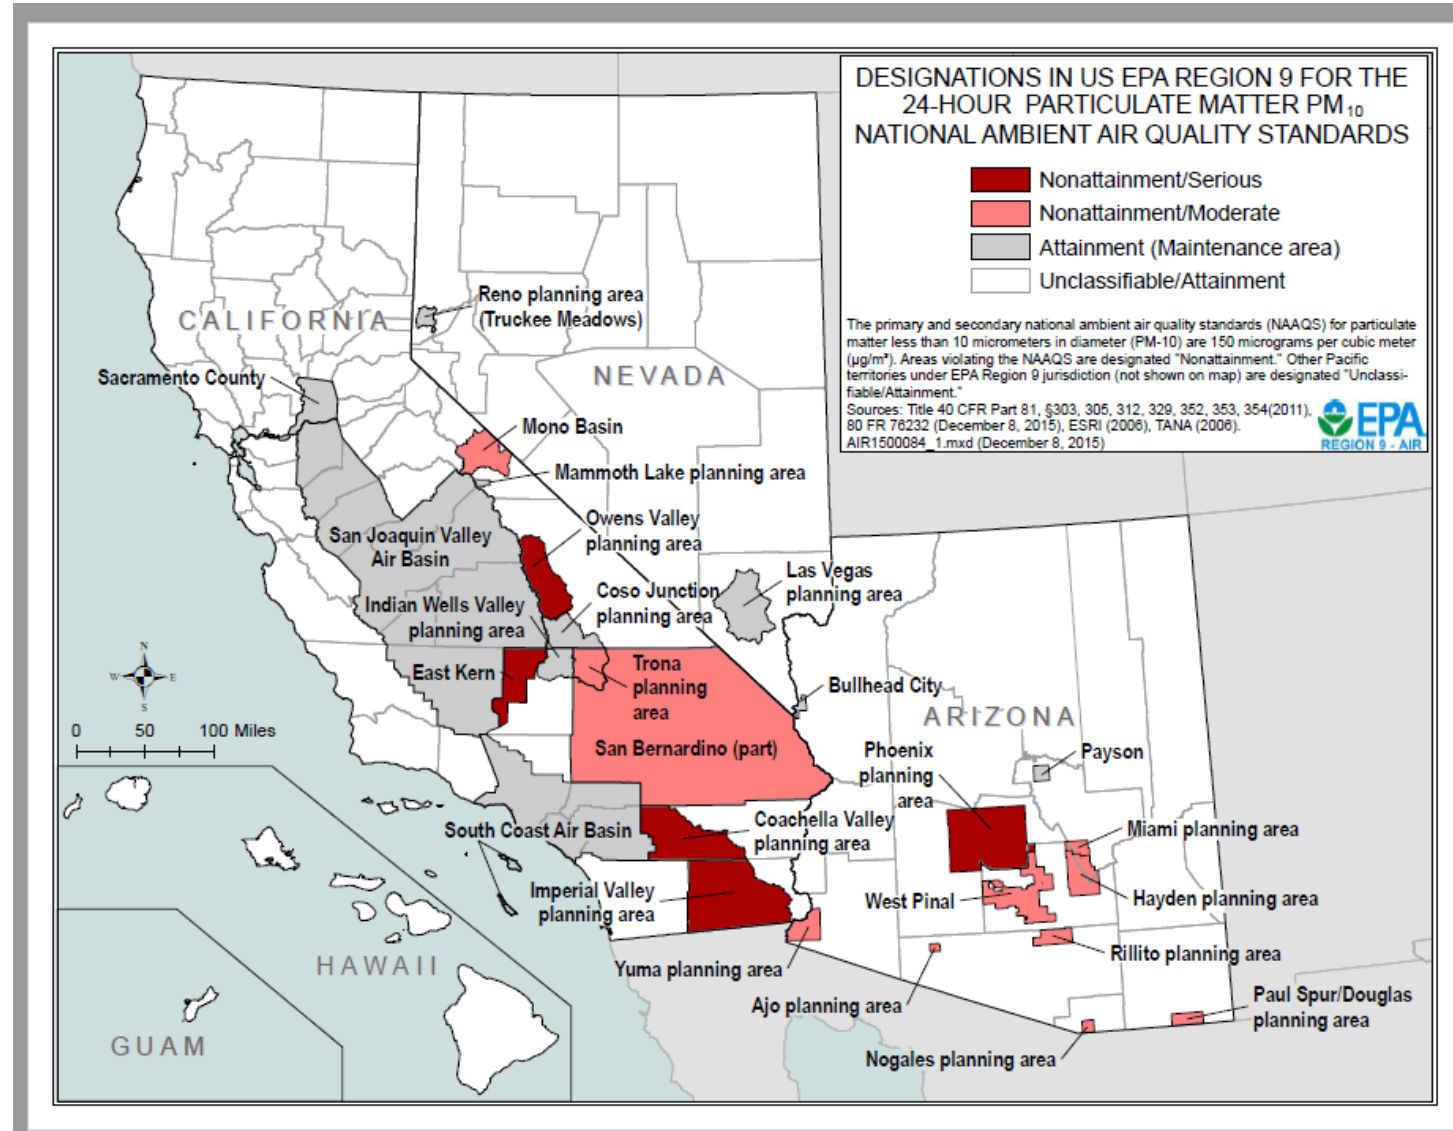 DESIGNATIONS IN US EPA REGION 9 FOR THE
24-HOUR PARTICULATE MATTER PM10
NATIONAL AMBIENT AIR QUALITY STANDARDS
Nonattainment/Serious
Nonattainment/Moderate
Attainment (Maintenance area)
Unclassifiable/Attainment
The primary and secondary national ambient air quality standards (NAAQS) for particulate
matter less than 10 micrometers in diameter (PM-10) are 150 micrograms per cubic meter
(µg/m³). Areas violating the NAAQS are designated "Nonattainment." Other Pacific
territories under EPA Region 9 jurisdiction (not shown on map) are designated "Unclassi-
fiable/Attainment."
Sources: Title 40 CFR Part 81, §303, 305, 312, 329, 352, 353, 354(2011),
80 FR 76232 (December 8, 2015), ESRI (2006), TANA (2006).
AIR1500084_1.mxd (December 8, 2015)
EPA
REGION 9 - AIR
Reno planning area
(Truckee Meadows)
CALIFORNIA
NEVADA
Sacramento County
Mono Basin
Mammoth Lake planning area
Owens Valley
planning area
San Joaquin Valley
Air Basin
Las Vegas
planning area
Coso Junction
planning area
Indian Wells Valley
planning area
East Kern
Trona
planning
area
Bullhead City
ARIZONA
San Bernardino (part)
Phoenix
planning
area
Payson
South Coast Air Basin
Coachella Valley
planning area
Miami planning area
Imperial Valley
planning area
West Pinal
Hayden planning area
Yuma planning area
Rillito planning area
Ajo planning area
Paul Spur/Douglas
planning area
Nogales planning area
N
W
E
S
0 50 100 Miles
HAWAII
GUAM